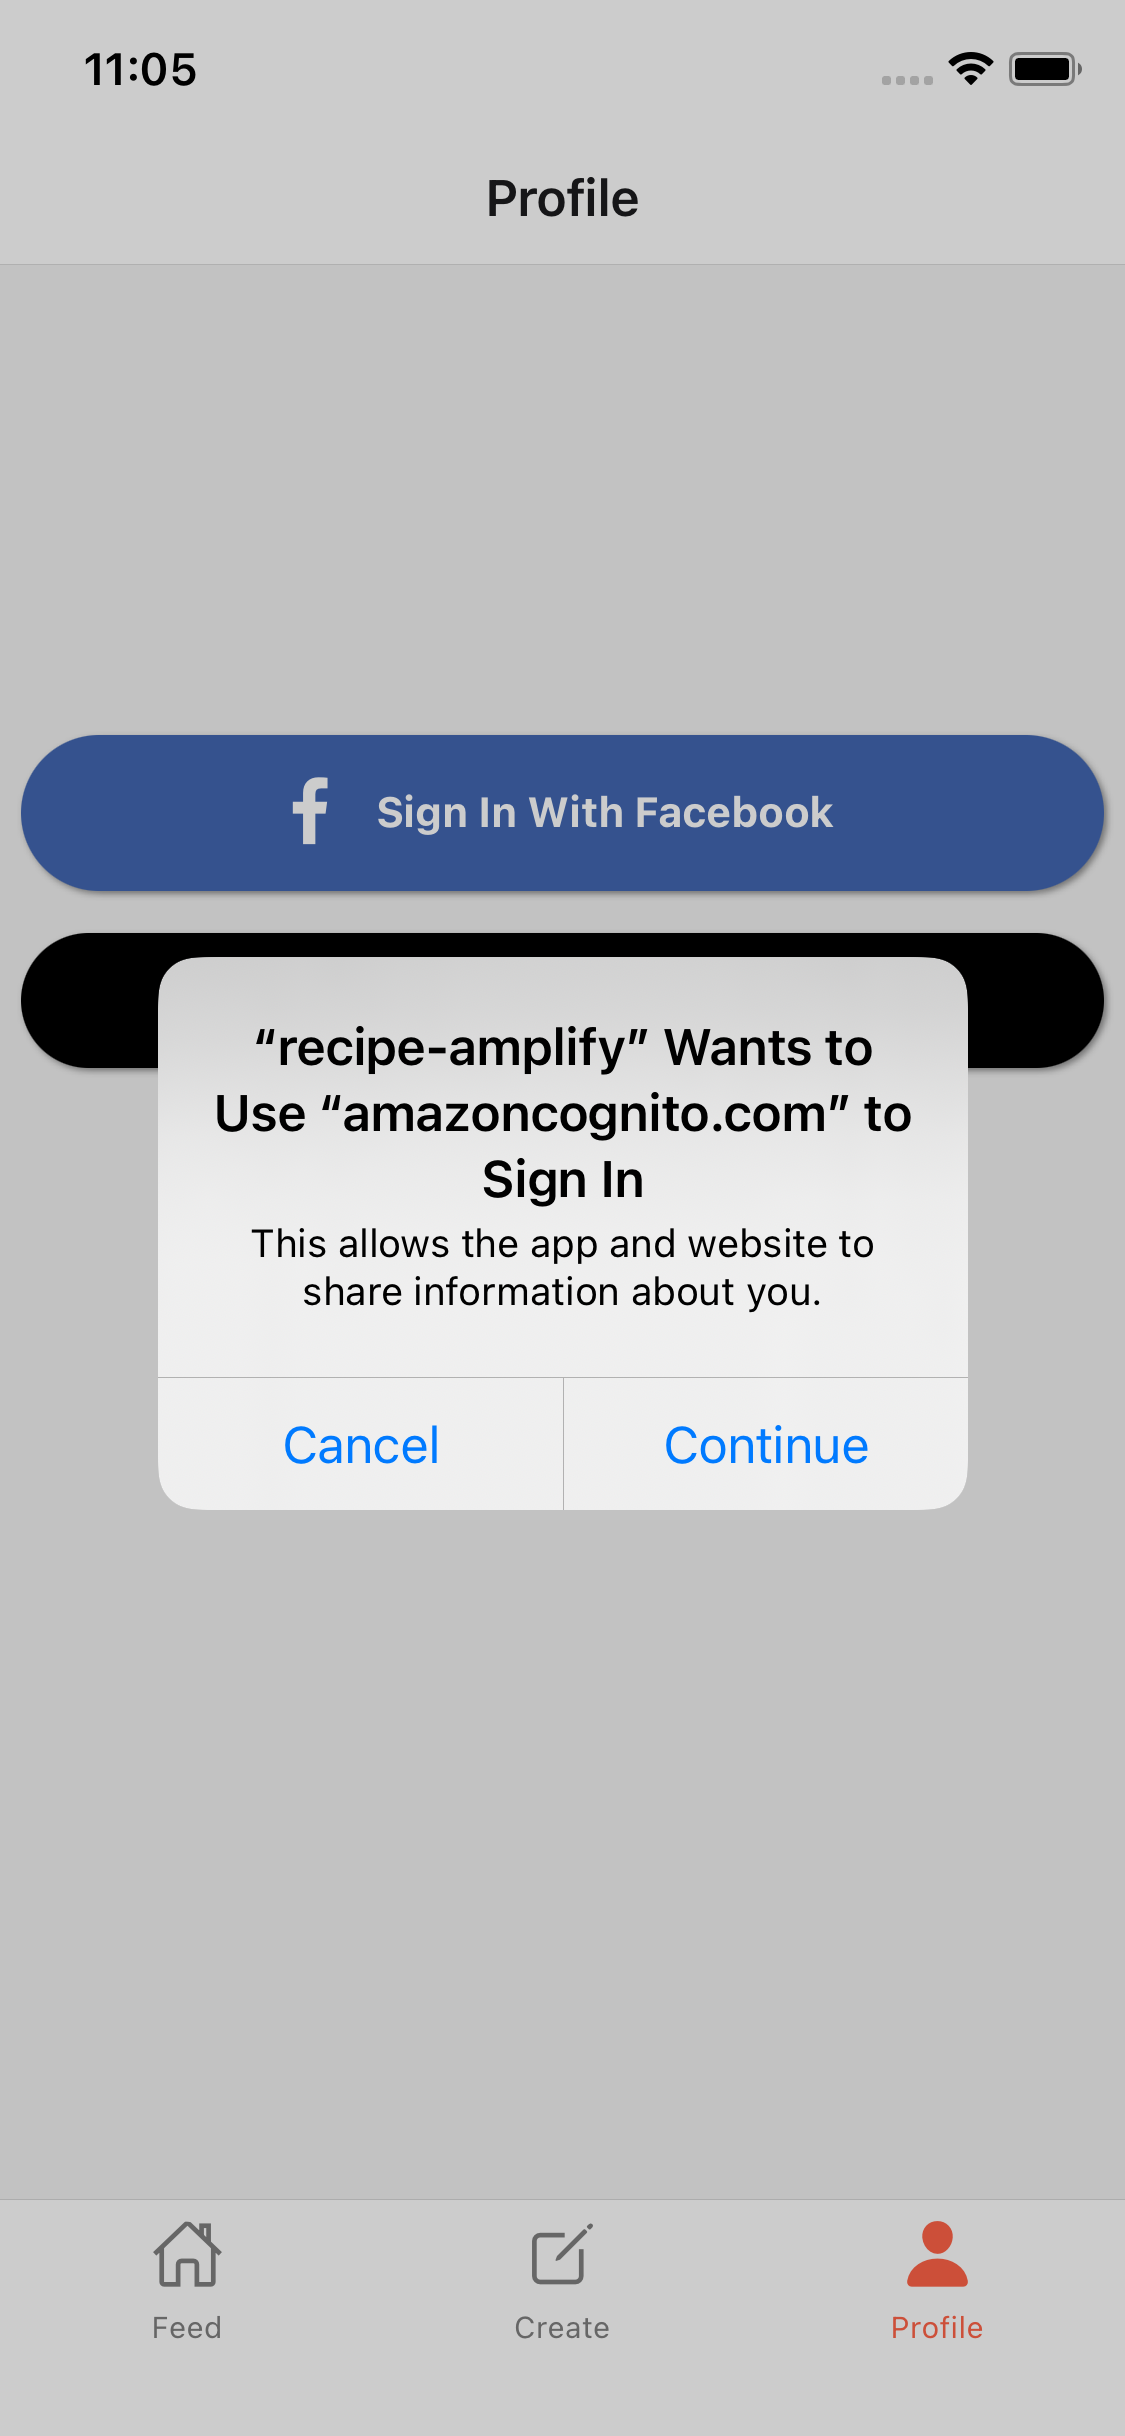 11:05
Profile
Sign In With Facebook
“recipe-amplify” Wants to
Use “amazoncognito.com” to
Sign In
This allows the app and website to
share information about you.
Cancel
Continue
Feed
Create
Profile